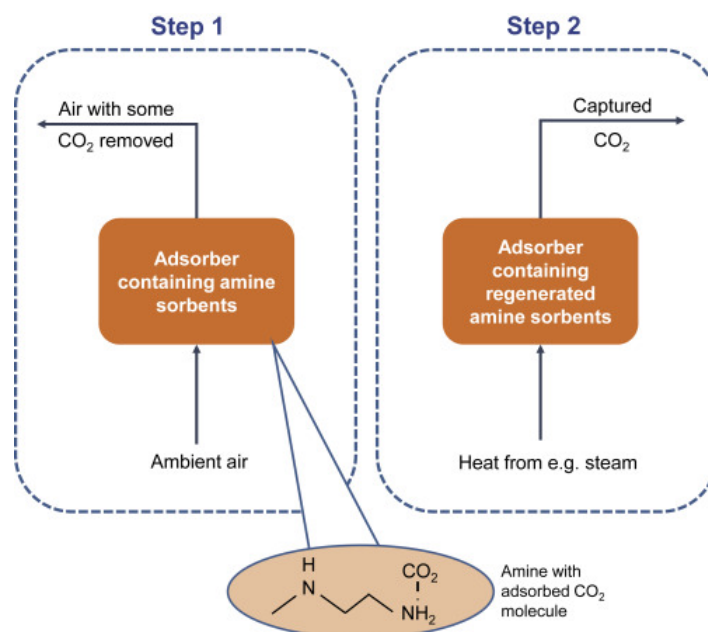 Step 1
Air with some
CO₂ removed
Adsorber
containing amine
sorbents
Ambient air
Step 2
Captured
CO₂
Adsorber
containing
regenerated
amine sorbents
Heat from e.g. steam
H
N
CO₂
NH₂
Amine with
adsorbed CO₂
molecule